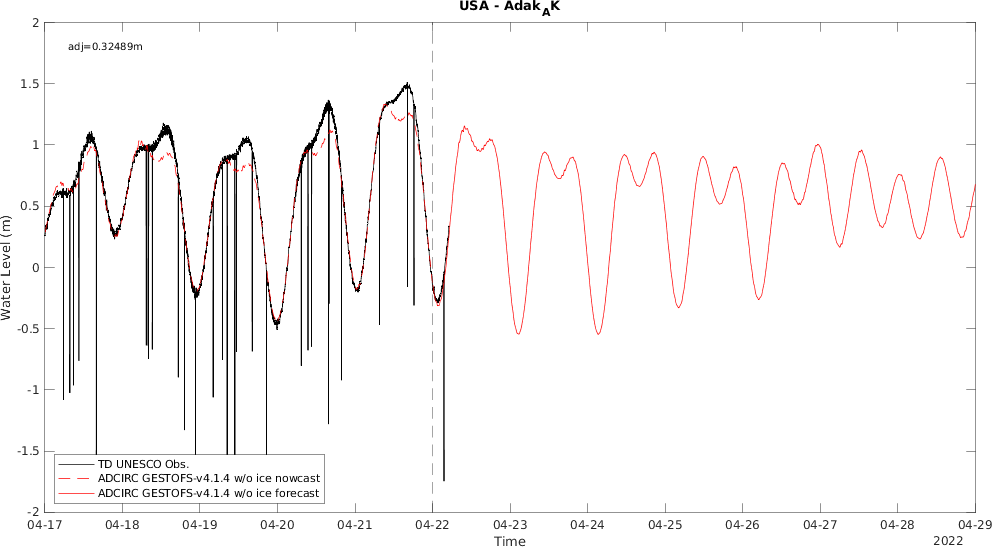 USA - Adak_AK
adj=0.32489m
2
1.5
1
0.5
0
-0.5
-1
-1.5
-2
Water Level (m)
TD UNESCO Obs.
ADCIRC GESTOFS-v4.1.4 w/o ice nowcast
ADCIRC GESTOFS-v4.1.4 w/o ice forecast
04-17 04-18 04-19 04-20 04-21 04-22 04-23 04-24 04-25 04-26 04-27 04-28 04-29
Time
2022